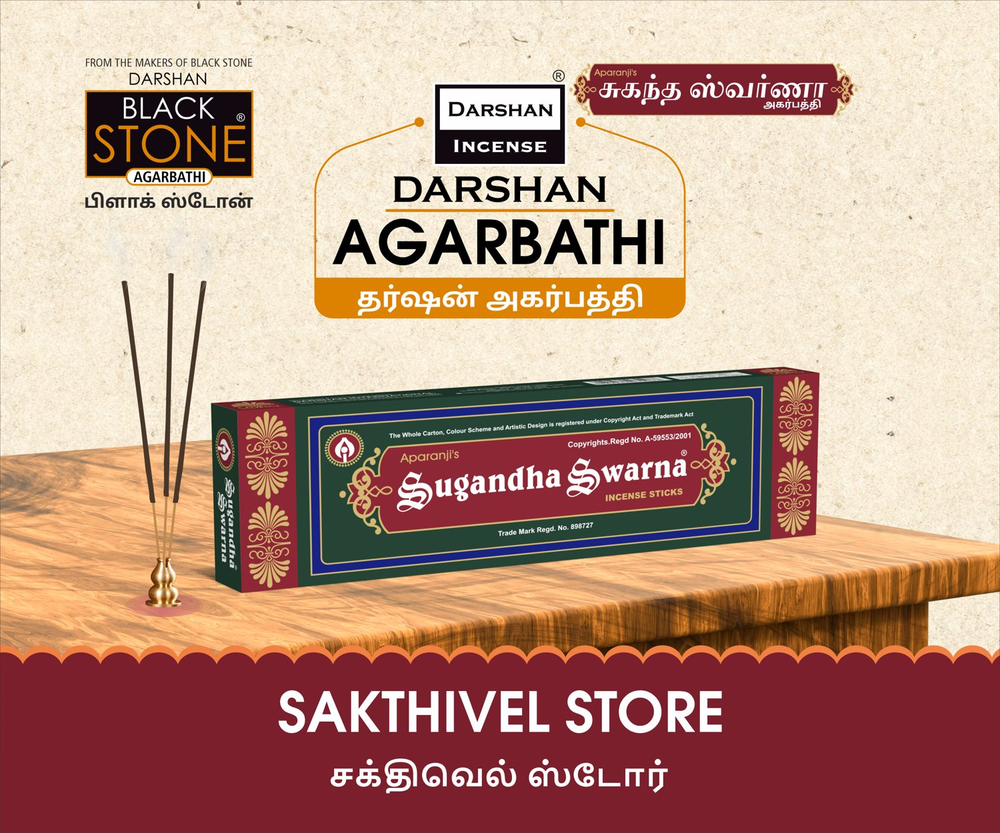 FROM THE MAKERS OF BLACK STONE
DARSHAN
BLACK
STONE®
AGARBATHI
பிளாக் ஸ்டோன்
®
DARSHAN
INCENSE
DARSHAN
AGARBATHI
தர்ஷன் அகர்பத்தி
Aparanji's
சுகந்த ஸ்வர்ணா
அகர்பத்தி
The Whole Carton, Colour Scheme and Artistic Design is registered under Copyright Act and Trademark Act
Copyrights.Regd No. A-59553/2001
Aparanji's
Sugandha Swarna®
INCENSE STICKS
Trade Mark Regd. No. 898727
Sugandha
Swarna®
SAKTHIVEL STORE
சக்திவெல் ஸ்டோர்